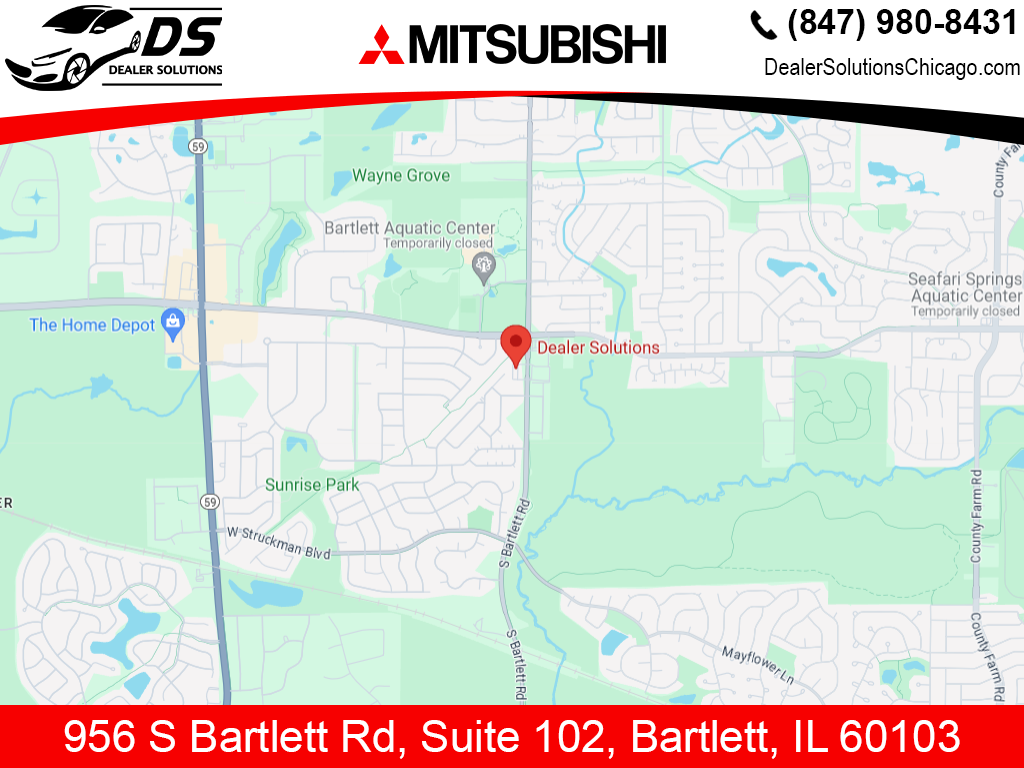 DS
DEALER SOLUTIONS
MITSUBISHI
(847) 980-8431
DealerSolutionsChicago.com
59
Wayne Grove
County Fa
Bartlett Aquatic Center
Temporarily closed
Seafari Springs
Aquatic Center
Temporarily closed
The Home Depot
Dealer Solutions
Sunrise Park
ER
59
W Struckman Blvd
S Bartlett Rd
County Farm Rd
S Bartlett Rd
Mayflower Ln
County Farm Rd
956 S Bartlett Rd, Suite 102, Bartlett, IL 60103